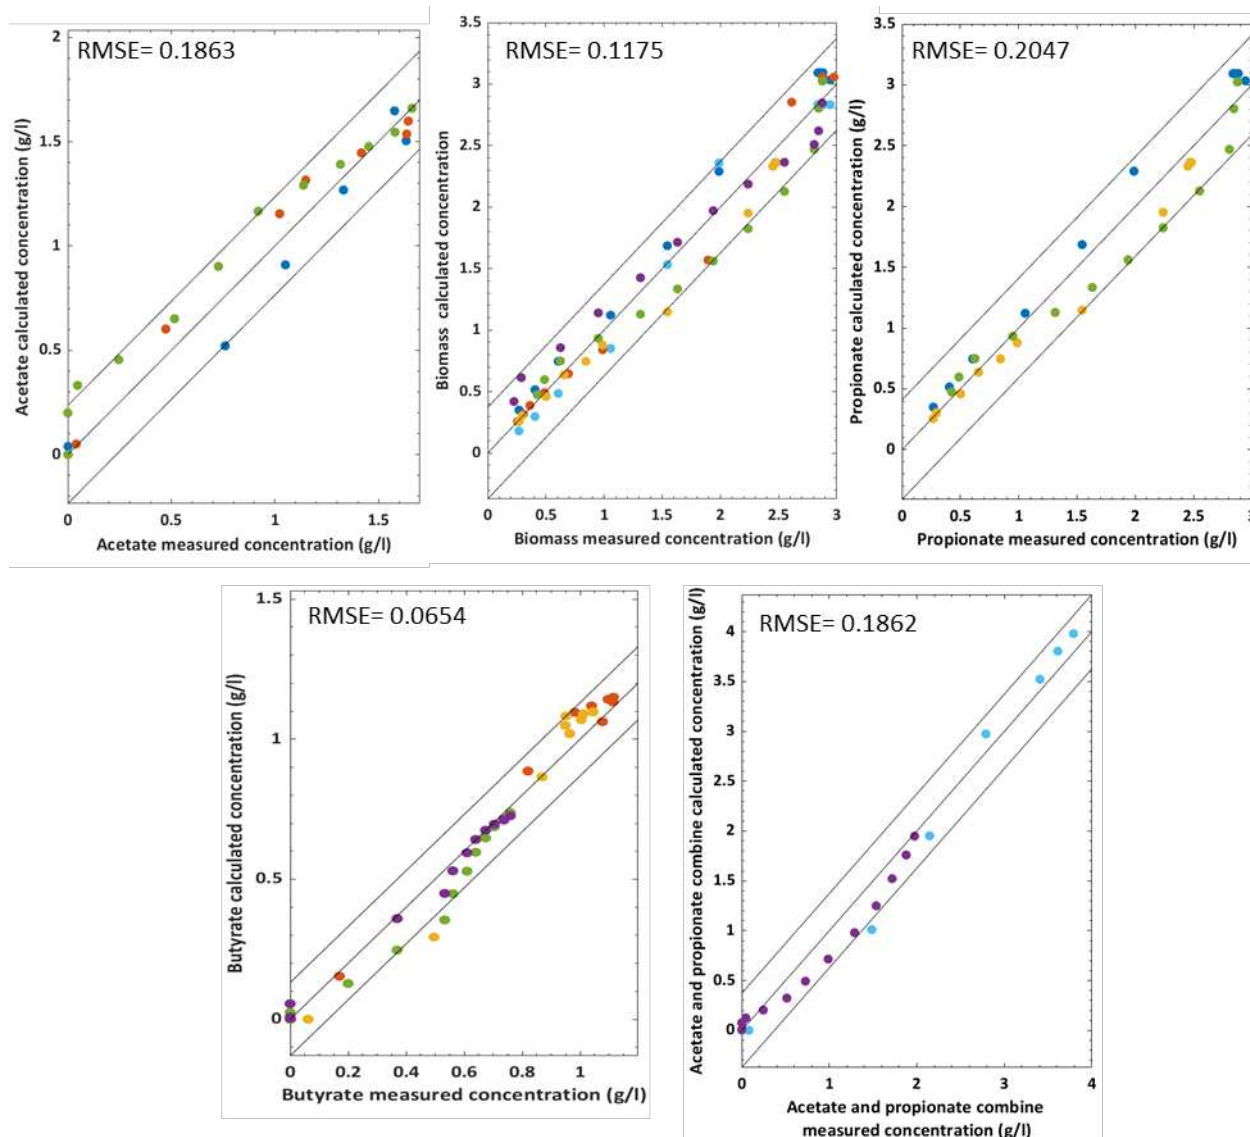 RMSE= 0.1863
2
1.5
1
0.5
0
0 0.5 1 1.5
Acetate calculated concentration (g/l)
Acetate measured concentration (g/l)
RMSE= 0.1175
3.5
3
2.5
2
1.5
1
0.5
0
0 0.5 1 1.5 2 2.5 3
Biomass calculated concentration
Biomass measured concentration (g/l)
RMSE= 0.2047
3.5
3
2.5
2
1.5
1
0.5
0
0 0.5 1 1.5 2 2.5 3
Propionate calculated concentration (g/l)
Propionate measured concentration (g/l)
RMSE= 0.0654
1.5
1
0.5
0
0 0.2 0.4 0.6 0.8 1
Butyrate calculated concentration (g/l)
Butyrate measured concentration (g/l)
RMSE= 0.1862
4
3.5
3
2.5
2
1.5
1
0.5
0
0 1 2 3 4
Acetate and propionate combine calculated concentration (g/l)
Acetate and propionate combine
measured concentration (g/l)